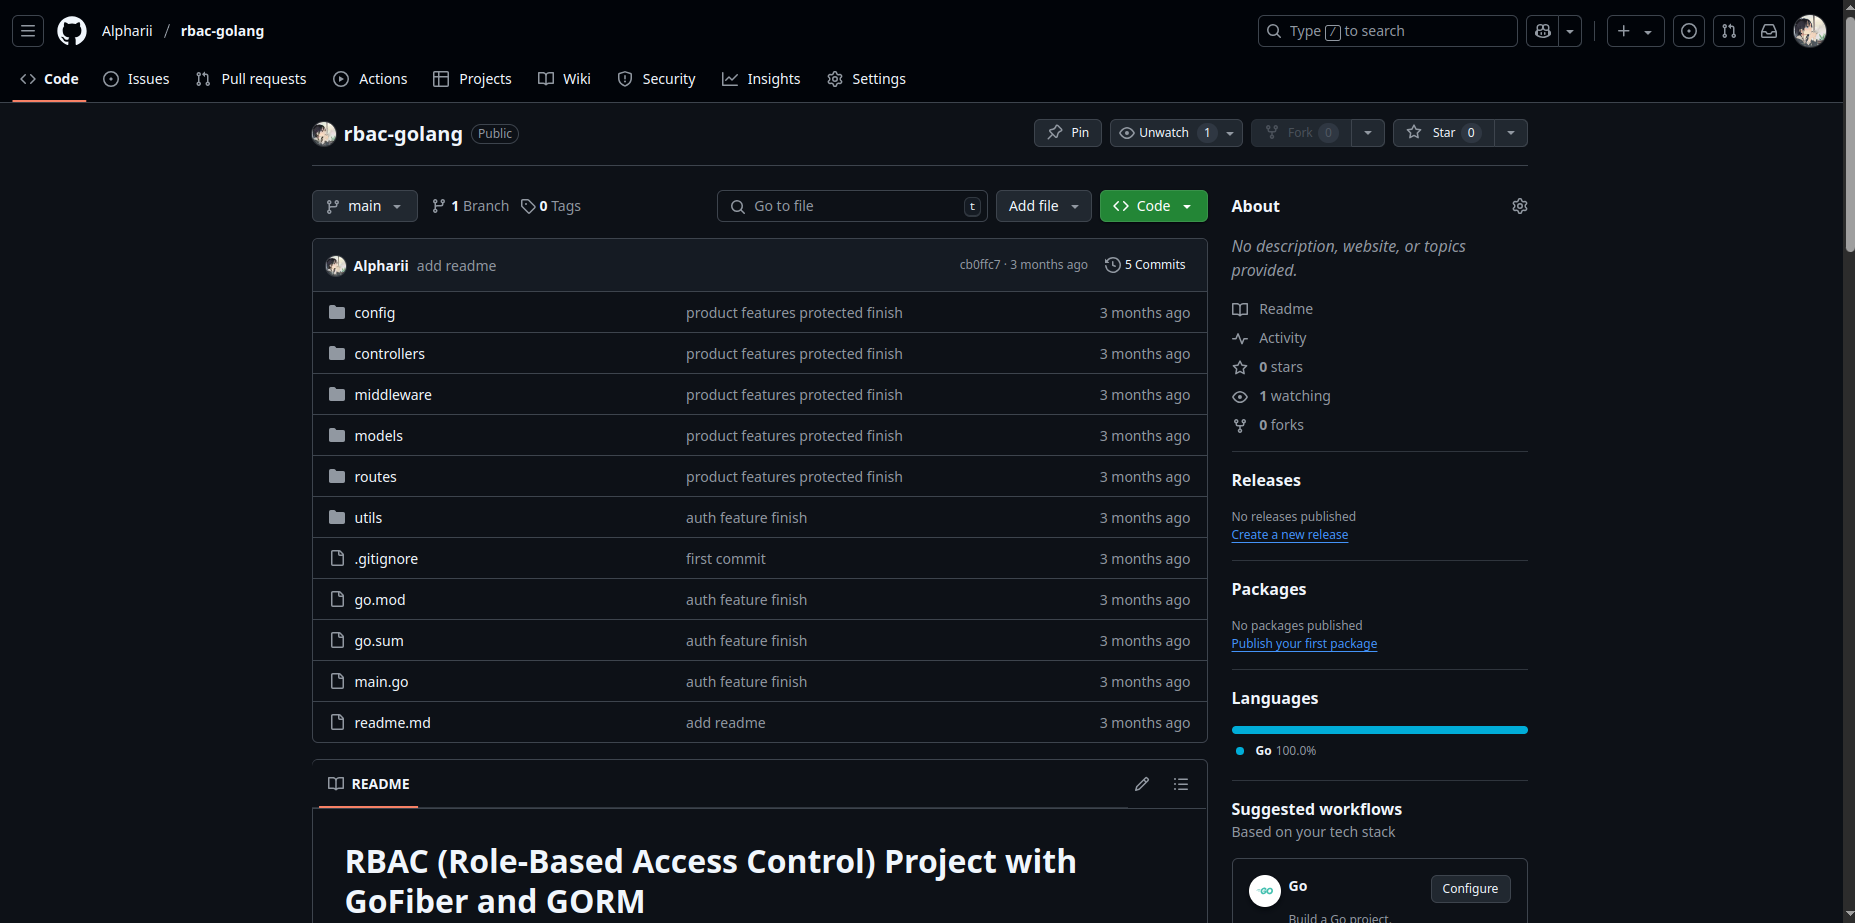 Alpharii / rbac-golang
Type / to search
Code
Issues
Pull requests
Actions
Projects
Wiki
Security
Insights
Settings
rbac-golang Public
Pin
Unwatch 1
Fork 0
Star 0
main
1 Branch
0 Tags
Go to file t
Add file
Code
Alpharii add readme cb0ffc7 · 3 months ago 5 Commits
config product features protected finish 3 months ago
controllers product features protected finish 3 months ago
middleware product features protected finish 3 months ago
models product features protected finish 3 months ago
routes product features protected finish 3 months ago
utils auth feature finish 3 months ago
.gitignore first commit 3 months ago
go.mod auth feature finish 3 months ago
go.sum auth feature finish 3 months ago
main.go auth feature finish 3 months ago
readme.md add readme 3 months ago
README
RBAC (Role-Based Access Control) Project with
GoFiber and GORM
About
No description, website, or topics
provided.
Readme
Activity
0 stars
1 watching
0 forks
Releases
No releases published
Create a new release
Packages
No packages published
Publish your first package
Languages
Go 100.0%
Suggested workflows
Based on your tech stack
GO
Go
Configure
Build a Go project.